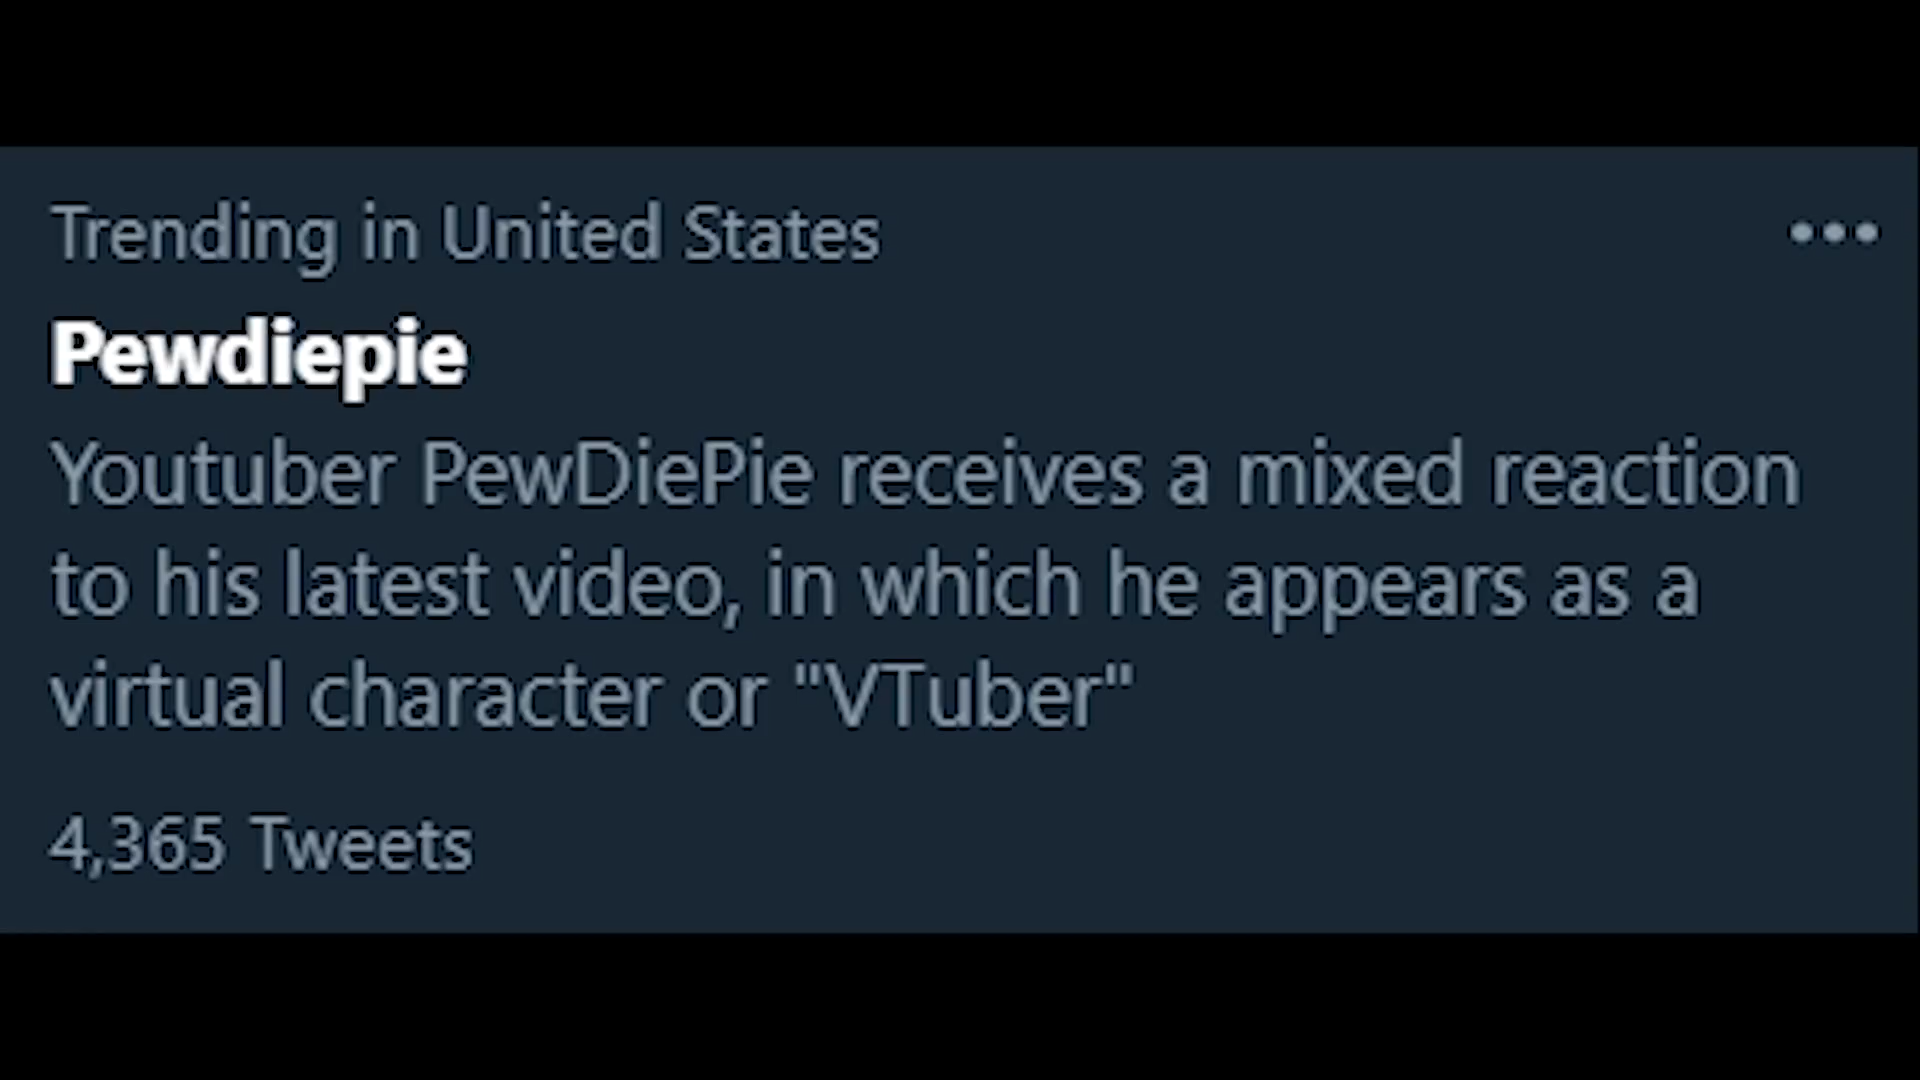 Trending in United States
Pewdiepie
Youtuber PewDiePie receives a mixed reaction
to his latest video, in which he appears as a
virtual character or "VTuber"
4,365 Tweets